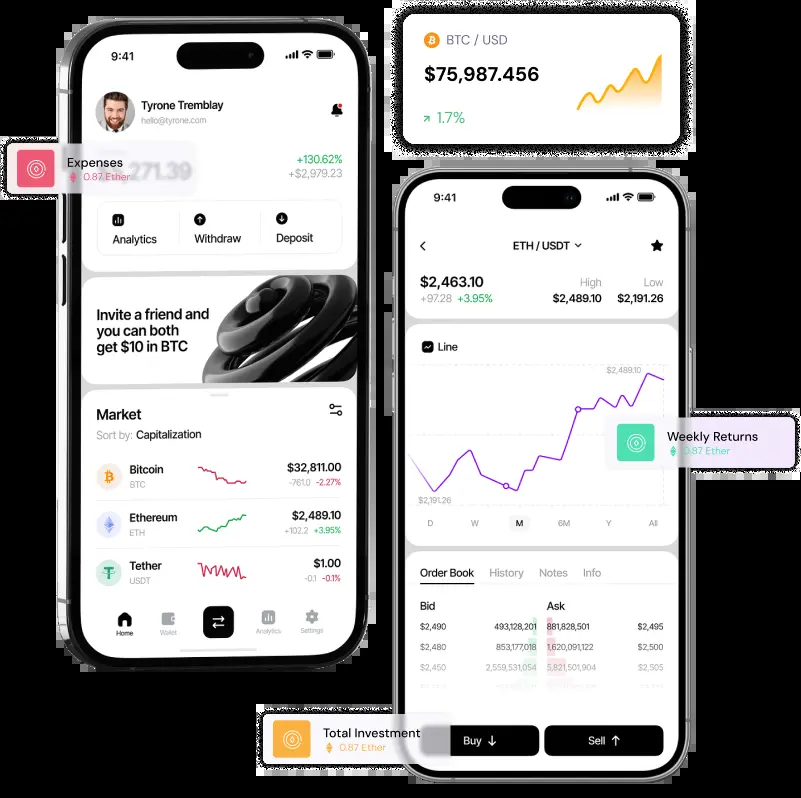 9:41
Tyrone Tremblay
hello@tyrone.com
Expenses
0.87 Ether
271.39
+130.62%
+$2,979.23
Analytics
Withdraw
Deposit
Invite a friend and
you can both
get $10 in BTC
Market
Sort by: Capitalization
Bitcoin
$32,811.00
BTC
-761.0 -2.27%
Ethereum
$2,489.10
ETH
+102.2 +3.95%
Tether
$1.00
USDT
-0.1 -0.1%
Home
Wallet
Analytics
Settings
BTC / USD
$75,987.456
1.7%
9:41
ETH / USDT
$2,463.10
High
Low
+97.28 +3.95%
$2,489.10
$2,191.26
Line
$2,489.10
Weekly Returns
0.87 Ether
$2,191.26
D W M 6M Y All
Order Book History Notes Info
Bid Ask
$2,490 493,128,201 881,828,501 $2,495
$2,480 853,177,018 1,620,091,122 $2,500
$2,450 2,559,531,054 5,821,501,904 $2,505
Total Investment
0.87 Ether
Buy
Sell